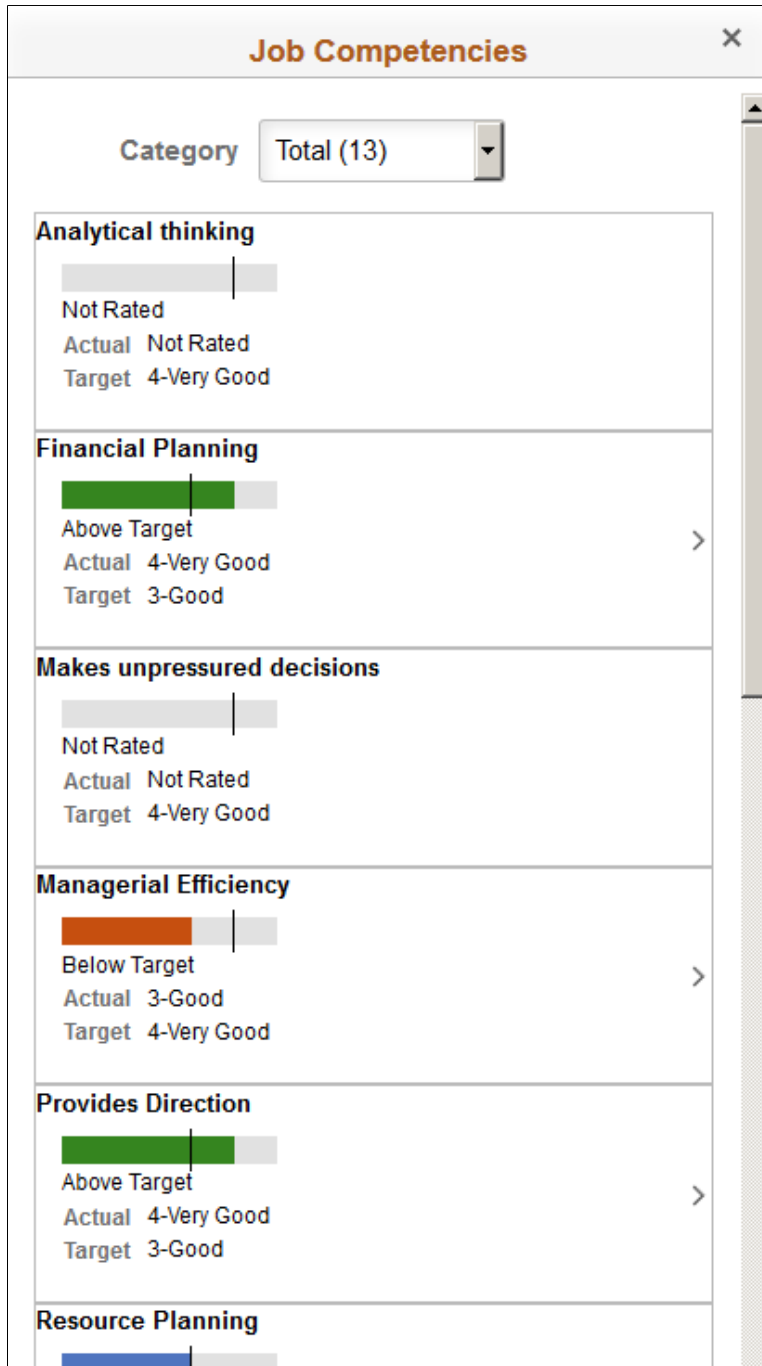 Job Competencies
×
Category Total (13)
Analytical thinking
Not Rated
Actual Not Rated
Target 4-Very Good
Financial Planning
Above Target
Actual 4-Very Good
Target 3-Good
Makes unpressured decisions
Not Rated
Actual Not Rated
Target 4-Very Good
Managerial Efficiency
Below Target
Actual 3-Good
Target 4-Very Good
Provides Direction
Above Target
Actual 4-Very Good
Target 3-Good
Resource Planning